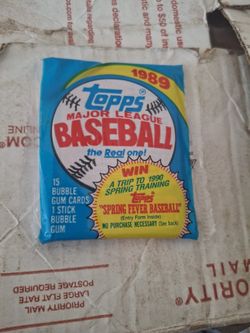 1989
Topps
MAJOR LEAGUE
BASEBALL
the Real one!
15
BUBBLE
GUM CARDS
1 STICK
BUBBLE
GUM
WIN
A TRIP TO 1990
SPRING TRAINING
Topps
"SPRING FEVER BASEBALL"
(Entry Form Inside)
NO PURCHASE NECESSARY (See back)
PRIORITY
MAIL
POSTAGE REQUIRED
LARGE FLAT RATE
PRIORITY
MAIL